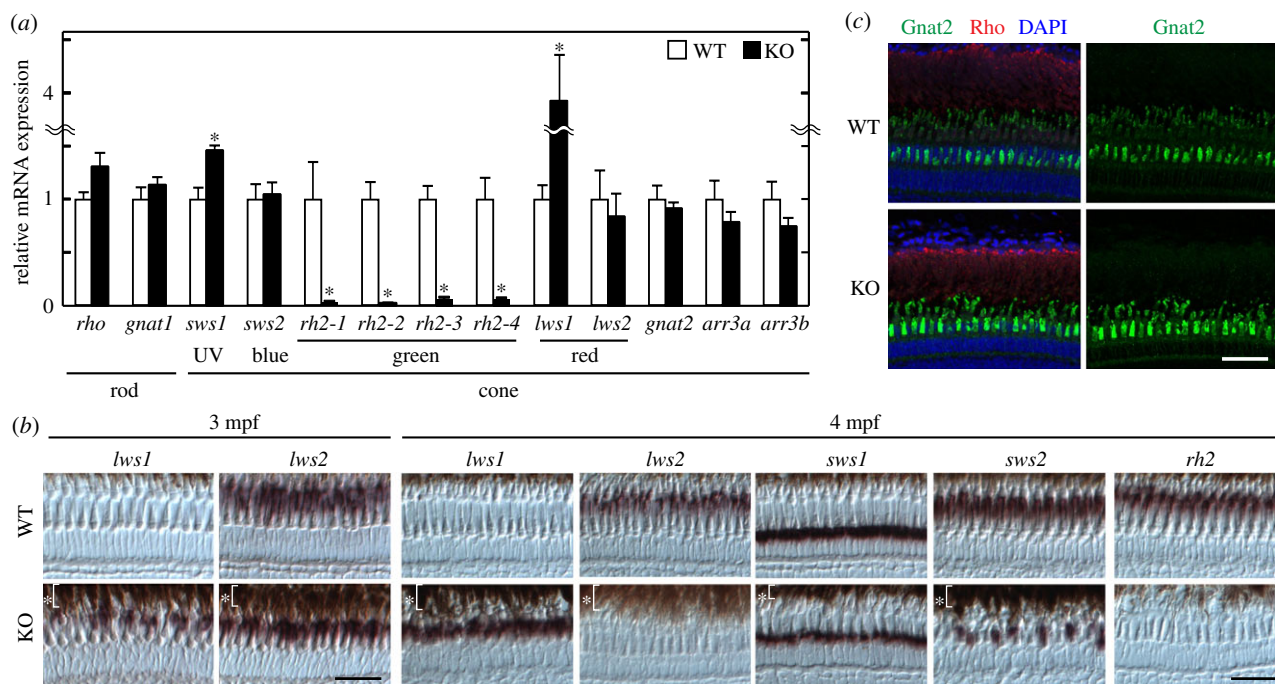 (a)
relative mRNA expression
4
1
0
WT KO
* * * * * *
rho gnat1 sws1 sws2 rh2-1 rh2-2 rh2-3 rh2-4 lws1 lws2 gnat2 arr3a arr3b
UV blue green red
rod cone
(c)
Gnat2 Rho DAPI Gnat2
WT
KO
(b)
3 mpf 4 mpf
lws1 lws2 lws1 lws2 sws1 sws2 rh2
WT
KO
* * * * * *